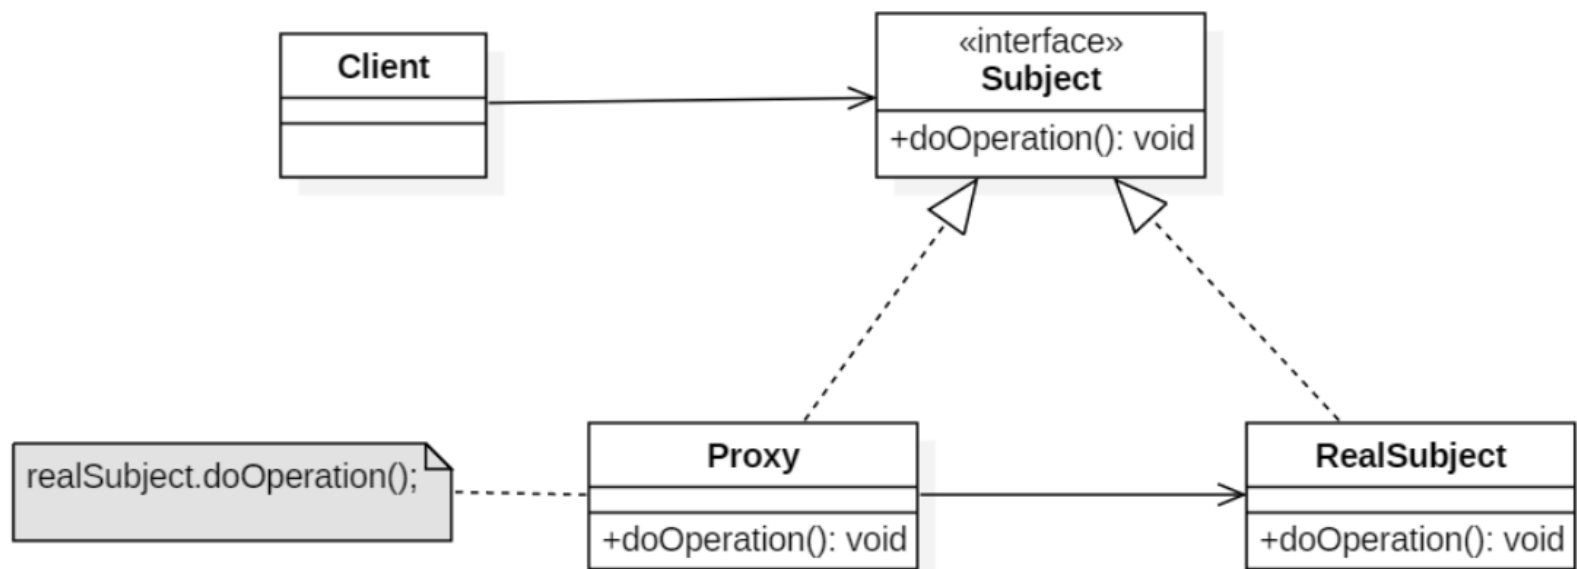 Client
«interface»
Subject
+doOperation(): void
realSubject.doOperation();
Proxy
+doOperation(): void
RealSubject
+doOperation(): void